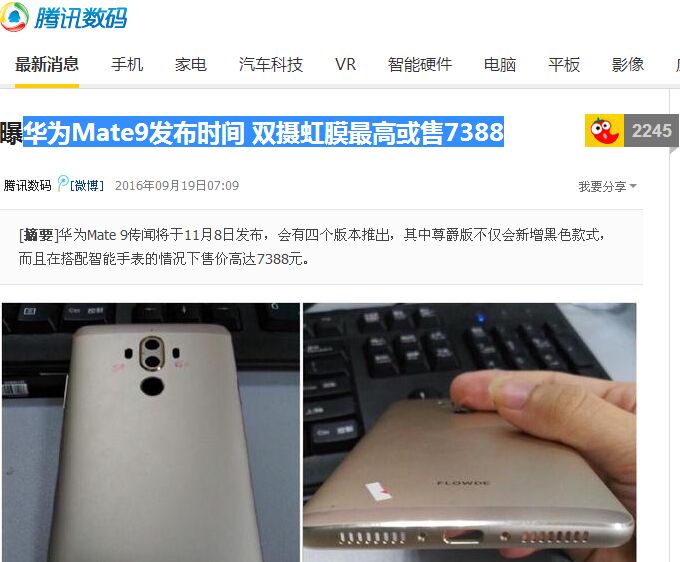 腾讯数码
最新消息 手机 家电 汽车科技 VR 智能硬件 电脑 平板 影像
曝华为Mate9发布时间 双摄虹膜最高或售7388
2245
腾讯数码 [微博] 2016年09月19日07:09 我要分享
[摘要]华为Mate 9传闻将于11月8日发布，会有四个版本推出，其中尊爵版不仅会新增黑色款式，
而且在搭配智能手表的情况下售价高达7388元。
FLOWDE